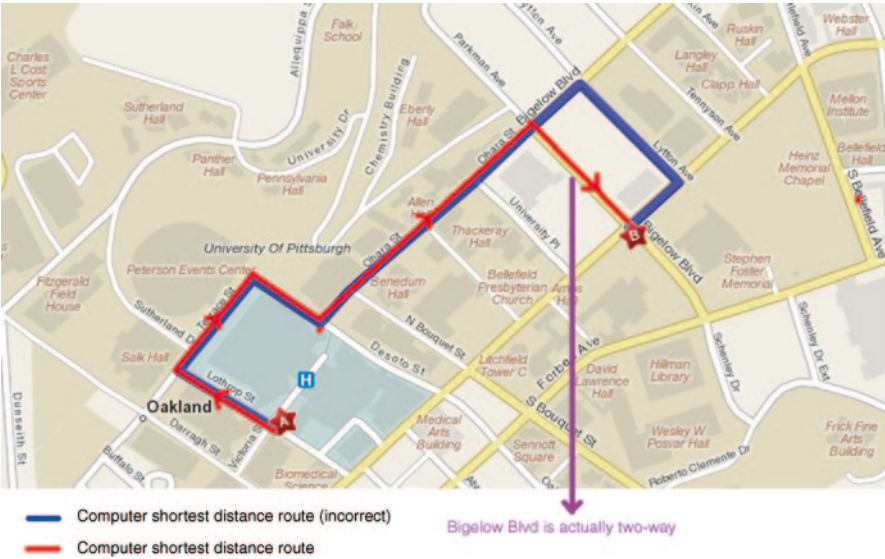 Charles
L Cost
Sports
Center
Allequippa S
Falk
School
Parkman Ave
Lytton Ave
kin Ave
Ruskin
Hall
Bellefield Ave
Webster
Hall
Langley
Hall
Clapp Hall
Sutherland
Hall
University Dr
Chemistry Building
Eberly
Hall
Bigelow Blvd
Tennyson Ave
Mellon
Institute
Panther
Hall
Pennsylvania
Hall
Ohara St
Lytton Ave
Heinz
Memorial
Chapel
Bellefield
Hall
S Bellefield Ave
Allen
Hall
University Pl
Thackeray
Hall
B
Bigelow Blvd
University Of Pittsburgh
Ohara St
Peterson Events Center
Benedum
Hall
Bellefield
Presbyterian
Church
Stephen
Foster
Memorial
Fitzgerald
Field
House
Sutherland D
Terrace St
N Bouquet St
Desoto St
Forbes Ave
Schenley Dr
Schenley Dr Ext
Salk Hall
Lothrop St
H
Litchfield
Tower C
David
Lawrence
Hall
Hillman
Library
Oakland
A
Dunseith St
Darragh St
Victoria S
Medical
Arts
Building
S Bouquet St
Sennott
Square
Wesley W
Posvar Hall
Frick Fine
Arts
Building
Buffalo St
Biomedical
Science
Roberto Clemente Dr
Computer shortest distance route (incorrect)
Bigelow Blvd is actually two-way
Computer shortest distance route